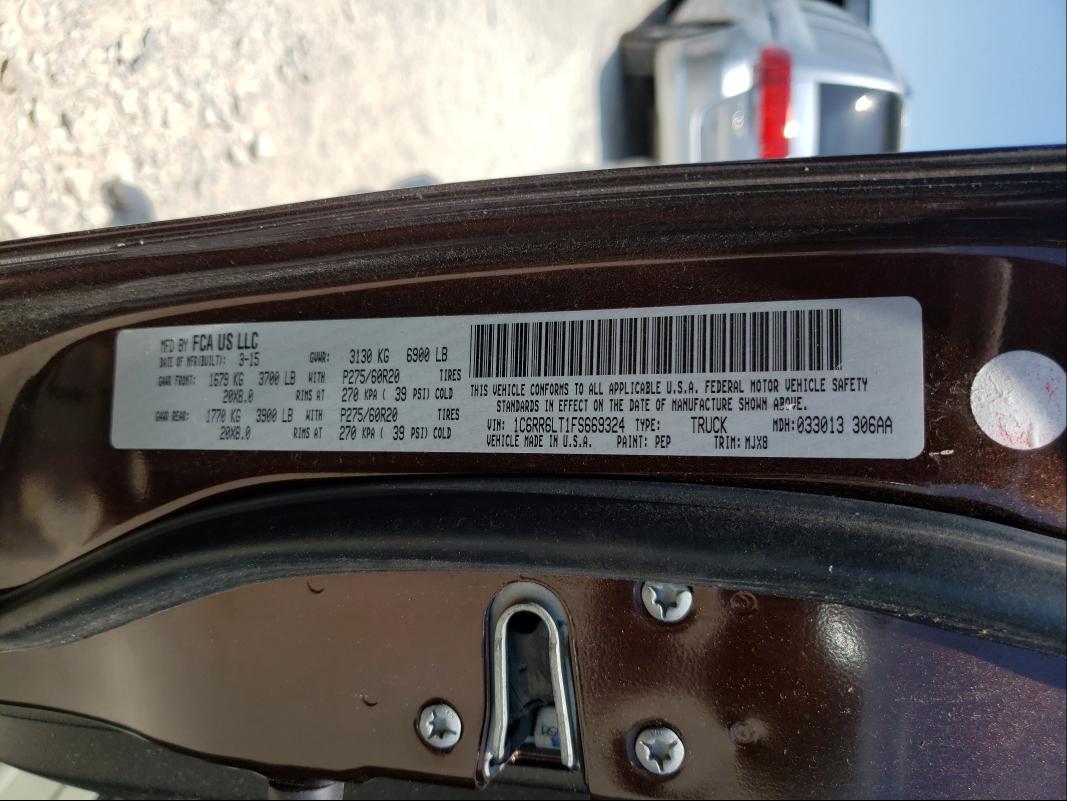 MFD BY FCA US LLC
DATE OF MFR(BUILT): 3-15 GVWR: 3130 KG 6900 LB
GAWR FRONT: 1679 KG 3700 LB WITH P275/60R20 TIRES
20X8.0 RIMS AT 270 KPA ( 39 PSI) COLD
GAWR REAR: 1770 KG 3900 LB WITH P275/60R20 TIRES
20X8.0 RIMS AT 270 KPA ( 39 PSI) COLD
THIS VEHICLE CONFORMS TO ALL APPLICABLE U.S.A. FEDERAL MOTOR VEHICLE SAFETY
STANDARDS IN EFFECT ON THE DATE OF MANUFACTURE SHOWN ABOVE.
VIN: 1C6RR6LT1FS669324 TYPE: TRUCK MDH: 033013 306AA
VEHICLE MADE IN U.S.A. PAINT: PEP TRIM: MJX8